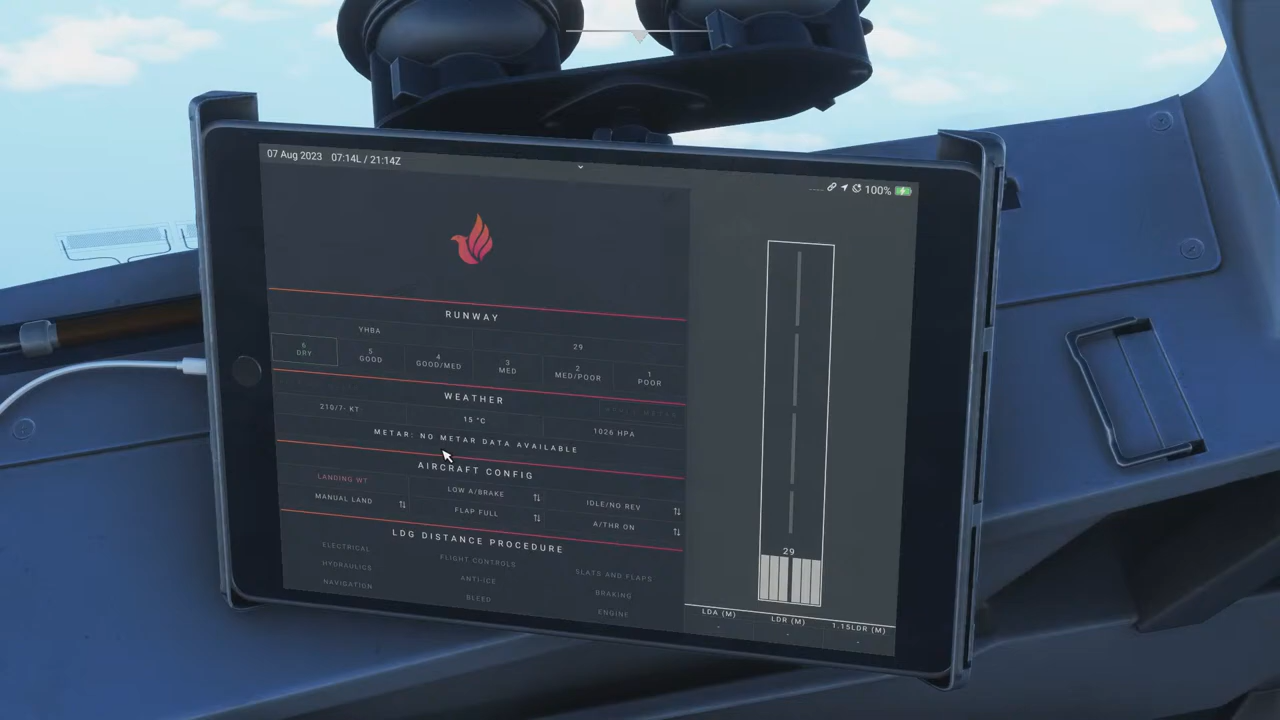 07 Aug 2023 07:14L / 21:14Z
100%
RUNWAY
YHBA 29
6 DRY 5 GOOD 4 GOOD/MED 3 MED 2 MED/POOR 1 POOR
WEATHER
210/7- KT 15 °C 1026 HPA
METAR: NO METAR DATA AVAILABLE
AIRCRAFT CONFIG
LANDING WT LOW A/BRAKE IDLE/NO REV
MANUAL LAND FLAP FULL A/THR ON
LDG DISTANCE PROCEDURE
ELECTRICAL FLIGHT CONTROLS SLATS AND FLAPS
HYDRAULICS ANTI-ICE BRAKING
NAVIGATION BLEED ENGINE
29
LDA (M) LDR (M) 1.15LDR (M)
- - -